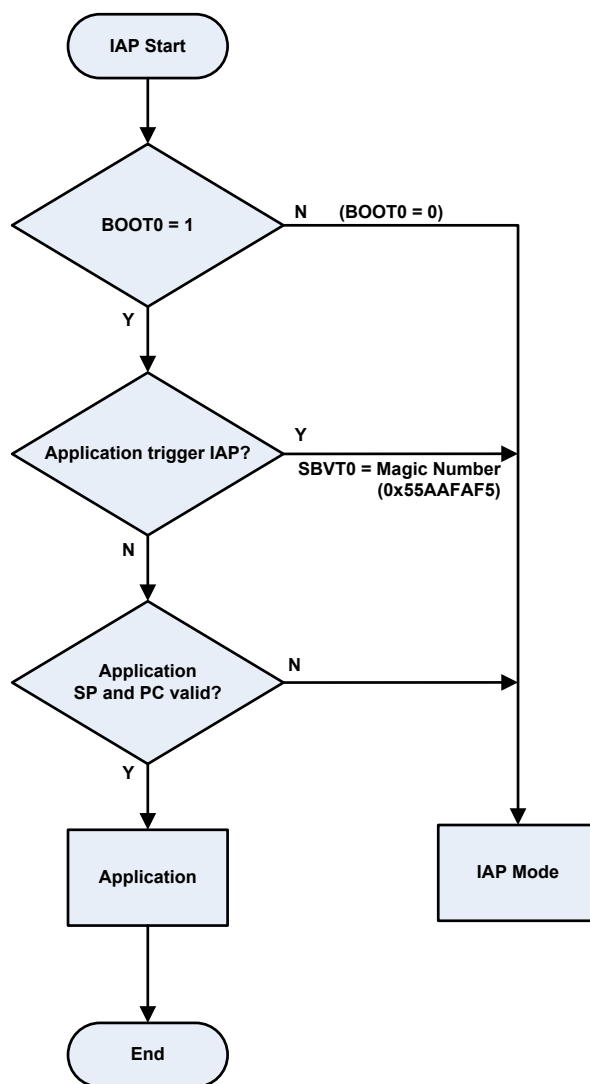 IAP Start
BOOT0 = 1
N (BOOT0 = 0)
Y
Application trigger IAP?
Y
SBVT0 = Magic Number
(0x55AAFAF5)
N
Application
SP and PC valid?
N
Y
Application
IAP Mode
End